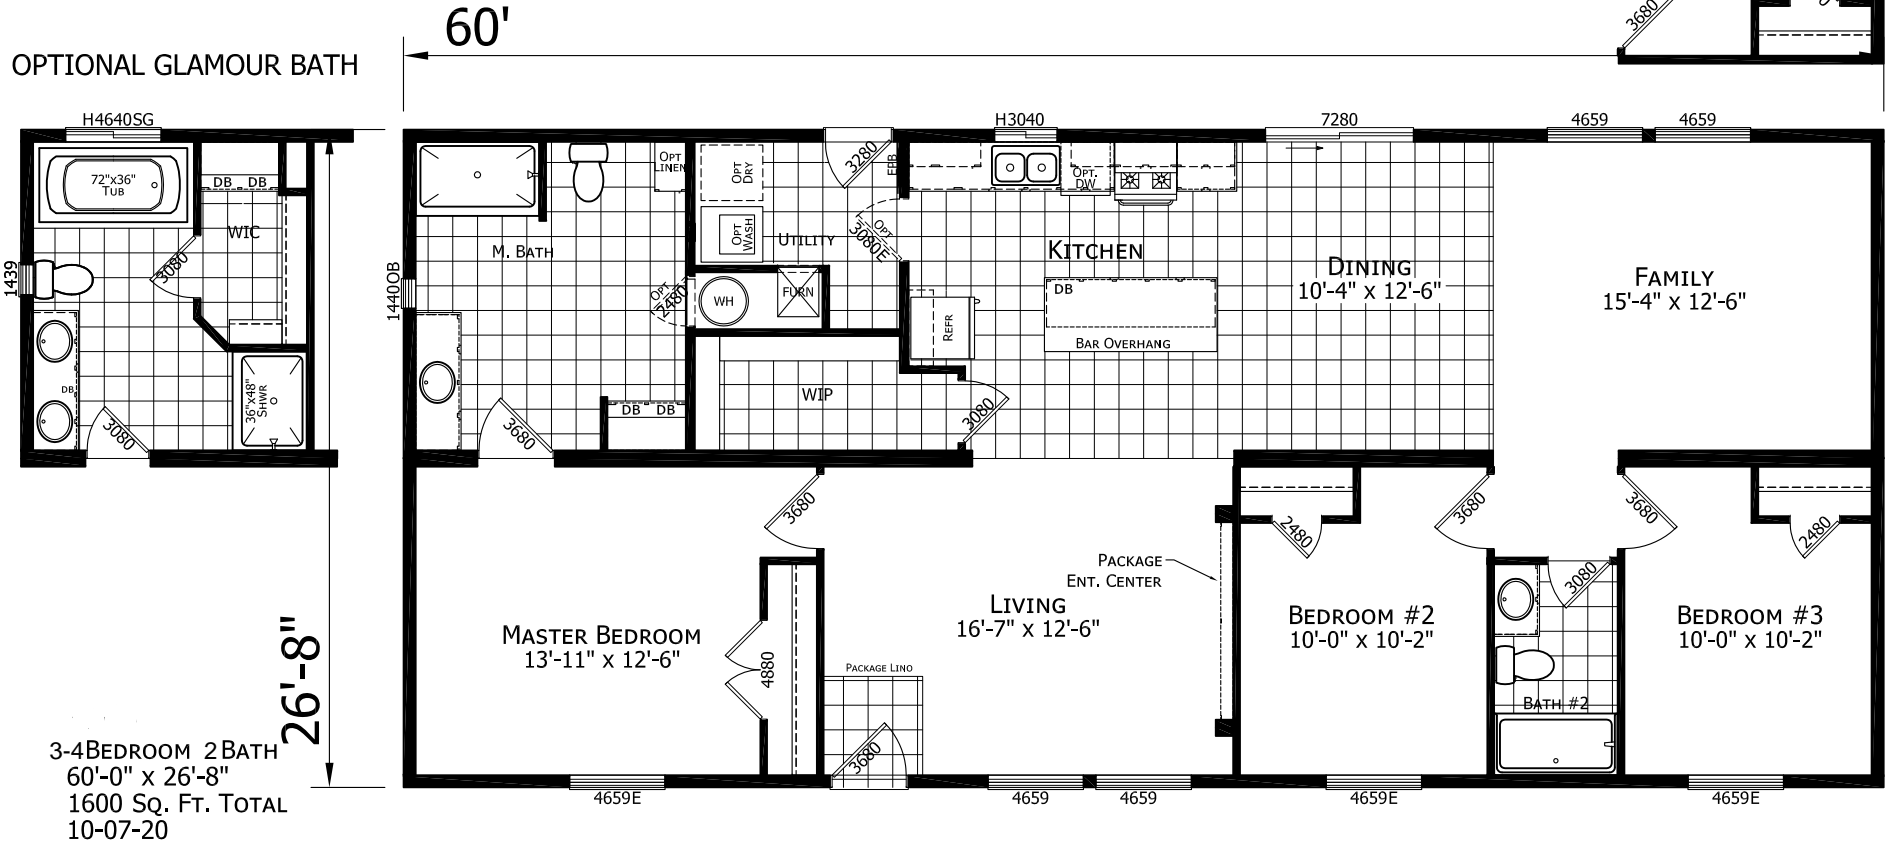 60'
3680
OPTIONAL GLAMOUR BATH
H4640SG
H3040
7280
4659
4659
72"x36"
TUB
DB DB
WIC
3080
1439
DB
36"x48"
SHWR
3080
OPT
LINEN
OPT
DRY
3280
EPB
OPT.
DW
OPT
WASH
UTILITY
OPT
3080E
M. BATH
KITCHEN
DINING
10'-4" x 12'-6"
FAMILY
15'-4" x 12'-6"
1440OB
OPT
2480
WH
FURN
DB
REFR
BAR OVERHANG
WIP
3080
DB DB
3680
3680
2480
3680
3680
2480
PACKAGE
ENT. CENTER
3080
LIVING
16'-7" x 12'-6"
MASTER BEDROOM
13'-11" x 12'-6"
BEDROOM #2
10'-0" x 10'-2"
BEDROOM #3
10'-0" x 10'-2"
4880
PACKAGE LINO
BATH #2
3680
26'-8"
3-4BEDROOM 2BATH
60'-0" x 26'-8"
1600 SQ. FT. TOTAL
10-07-20
4659E
4659
4659
4659E
4659E